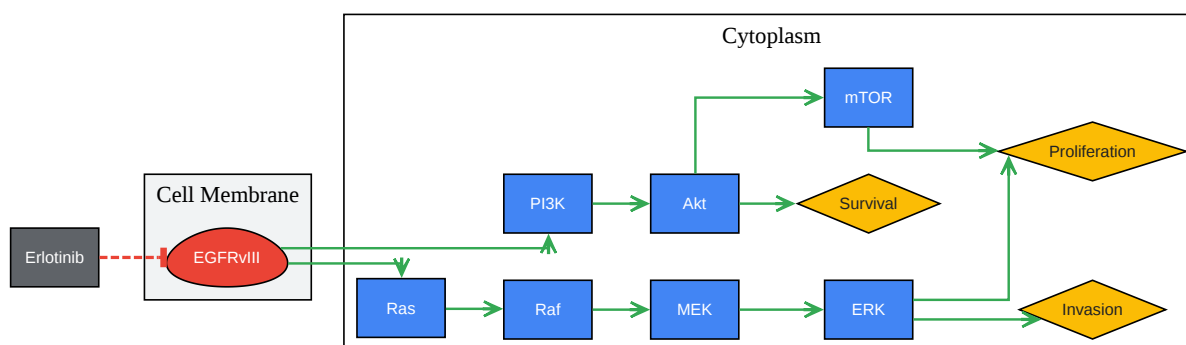 Cytoplasm
mTOR
Proliferation
Cell Membrane
PI3K
Akt
Survival
Erlotinib
EGFRvIII
Ras
Raf
MEK
ERK
Invasion